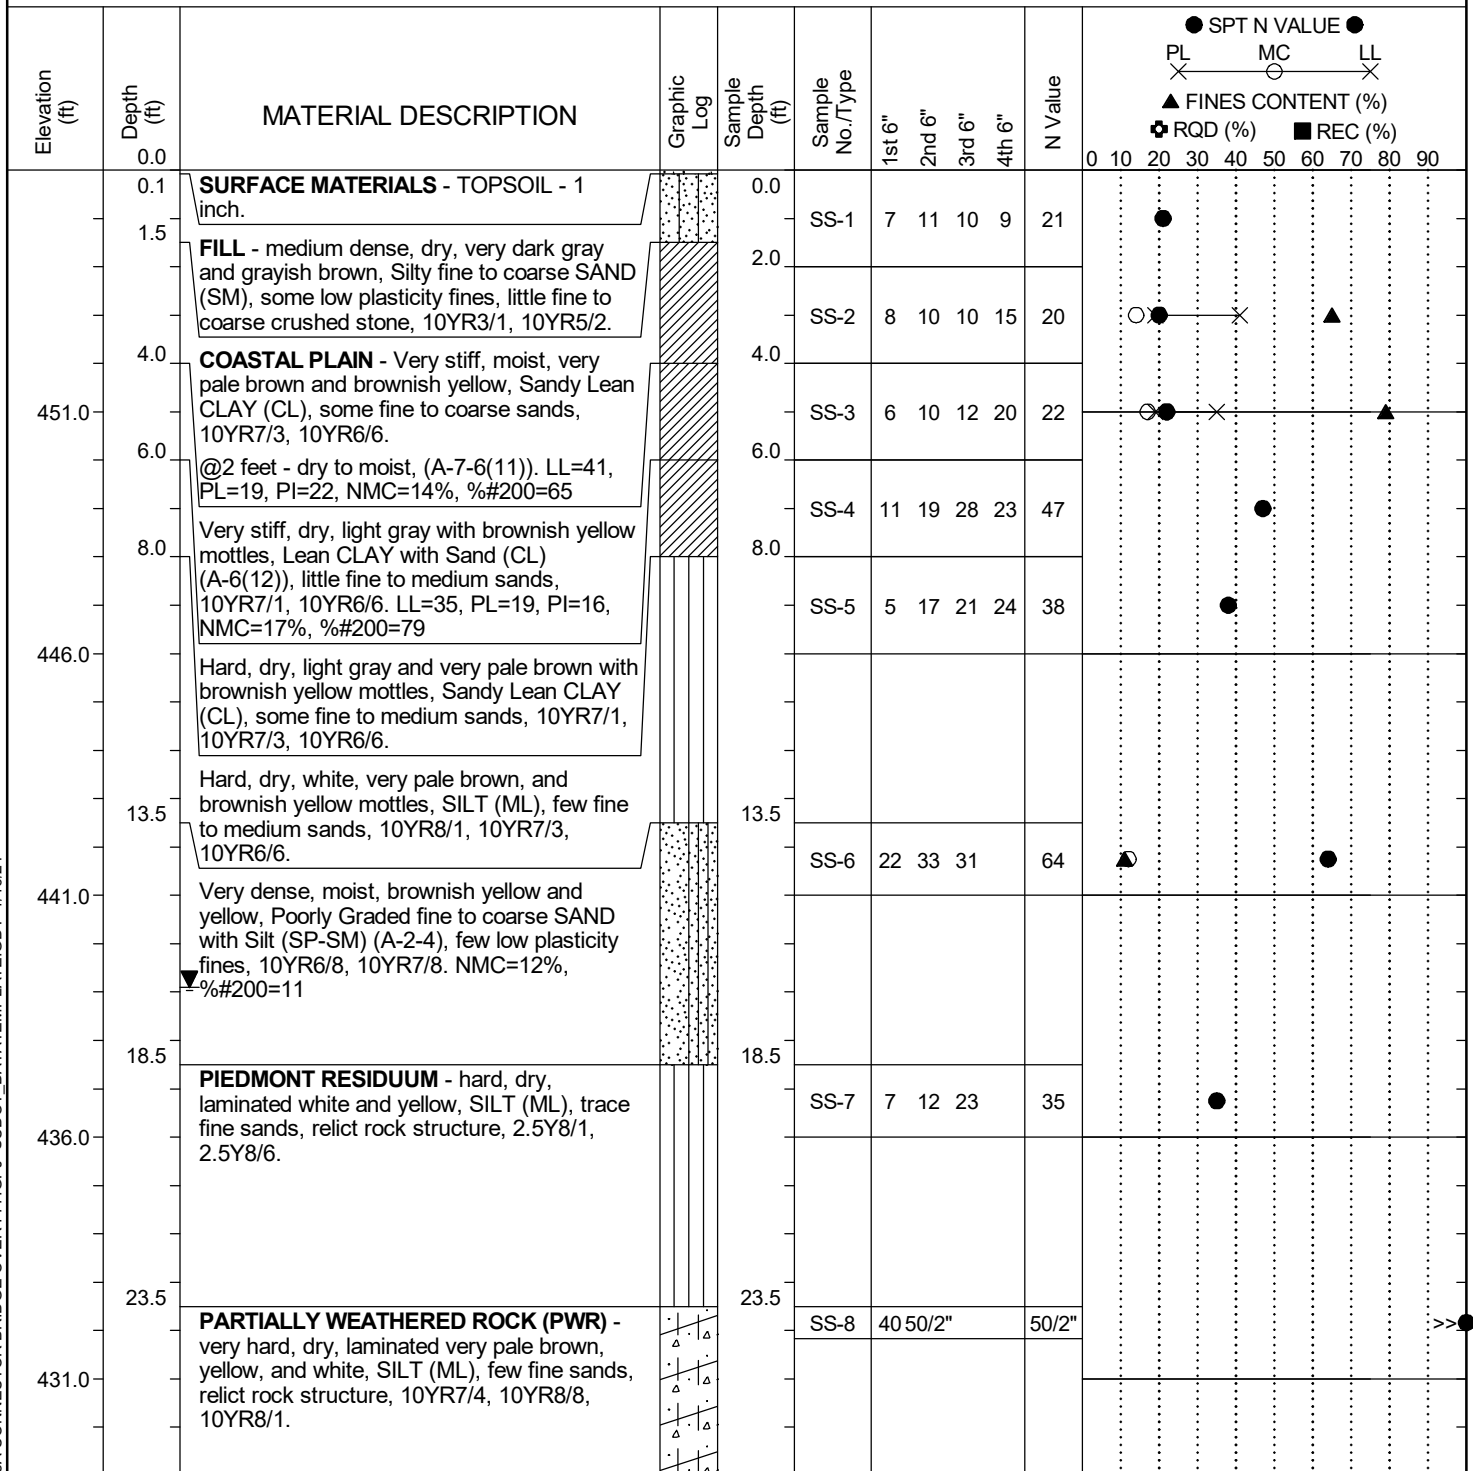 ● SPT N VALUE ●
PL MC LL
▲ FINES CONTENT (%)
RQD (%) ■ REC (%)
0 10 20 30 40 50 60 70 80 90
Elevation (ft)
Depth (ft)
0.0
MATERIAL DESCRIPTION
Graphic Log
Sample Depth (ft)
Sample No./Type
1st 6"
2nd 6"
3rd 6"
4th 6"
N Value
0.1
SURFACE MATERIALS - TOPSOIL - 1
inch.
1.5
FILL - medium dense, dry, very dark gray
and grayish brown, Silty fine to coarse SAND
(SM), some low plasticity fines, little fine to
coarse crushed stone, 10YR3/1, 10YR5/2.
4.0
COASTAL PLAIN - Very stiff, moist, very
pale brown and brownish yellow, Sandy Lean
CLAY (CL), some fine to coarse sands,
10YR7/3, 10YR6/6.
451.0
6.0
@2 feet - dry to moist, (A-7-6(11)). LL=41,
PL=19, PI=22, NMC=14%, %#200=65
Very stiff, dry, light gray with brownish yellow
mottles, Lean CLAY with Sand (CL)
(A-6(12)), little fine to medium sands,
10YR7/1, 10YR6/6. LL=35, PL=19, PI=16,
NMC=17%, %#200=79
8.0
446.0
Hard, dry, light gray and very pale brown with
brownish yellow mottles, Sandy Lean CLAY
(CL), some fine to medium sands, 10YR7/1,
10YR7/3, 10YR6/6.
Hard, dry, white, very pale brown, and
brownish yellow mottles, SILT (ML), few fine
to medium sands, 10YR8/1, 10YR7/3,
10YR6/6.
13.5
441.0
Very dense, moist, brownish yellow and
yellow, Poorly Graded fine to coarse SAND
with Silt (SP-SM) (A-2-4), few low plasticity
fines, 10YR6/8, 10YR7/8. NMC=12%,
%#200=11
18.5
PIEDMONT RESIDUUM - hard, dry,
laminated white and yellow, SILT (ML), trace
fine sands, relict rock structure, 2.5Y8/1,
2.5Y8/6.
436.0
23.5
PARTIALLY WEATHERED ROCK (PWR) -
very hard, dry, laminated very pale brown,
yellow, and white, SILT (ML), few fine sands,
relict rock structure, 10YR7/4, 10YR8/8,
10YR8/1.
431.0
0.0
SS-1 7 11 10 9 21
2.0
SS-2 8 10 10 15 20
4.0
SS-3 6 10 12 20 22
6.0
SS-4 11 19 28 23 47
8.0
SS-5 5 17 21 24 38
13.5
SS-6 22 33 31 64
18.5
SS-7 7 12 23 35
23.5
SS-8 40 50/2" 50/2" >>